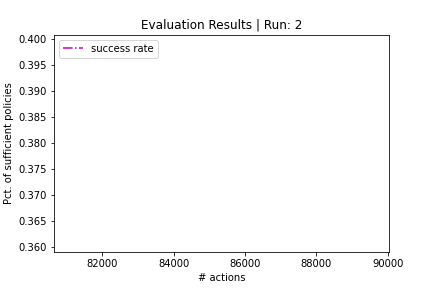 Evaluation Results | Run: 2
0.400
0.395
0.390
0.385
0.380
0.375
0.370
0.365
0.360
Pct. of sufficient policies
success rate
82000 84000 86000 88000 90000
# actions